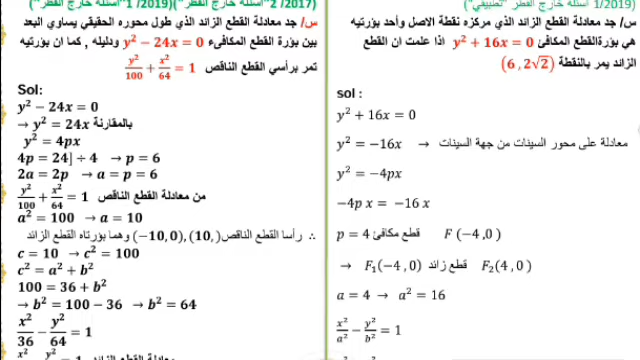 1/2019 اسئلة خارج القطر "تطبيقي")
س/ جد معادلة القطع الزائد الذي مركزه نقطة الاصل وأحد بؤرتيه
هي بؤرةالقطع المكافئ y² + 16x = 0 اذا علمت ان القطع
الزائد يمر بالنقطة (6, 2√2)
sol :
y² + 16x = 0
y² = −16x → معادلة على محور السينات من جهة السينات
y² = −4px
−4p x = −16 x
p = 4 قطع مكافئ F (−4 ,0)
→ F₁(−4,0) قطع زائد F₂(4,0)
a = 4 → a² = 16
x²/a² − y²/b² = 1
(2017/ 2"اسئلة خارج القطر")(2019/ 1"اسئلة خارج القطر")
س/ جد معادلة القطع الزائد الذي طول محوره الحقيقي يساوي البعد
بين بؤرة القطع المكافىء y² − 24x = 0 ودليله , كما ان بؤرتيه
تمر برأسي القطع الناقص y²/100 + x²/64 = 1
Sol:
y² − 24x = 0
→ y² = 24x بالمقارنة
y² = 4px
4p = 24] ÷ 4 → p = 6
2a = 2p → a = p = 6
y²/100 + x²/64 = 1 من معادلة القطع الناقص
a² = 100 → a = 10
∴ رأسا القطع الناقص(10, ),(−10,0) وهما بؤرتاه القطع الزائد
c = 10 → c² = 100
c² = a² + b²
100 = 36 + b²
→ b² = 100 − 36 → b² = 64
x²/36 − y²/64 = 1